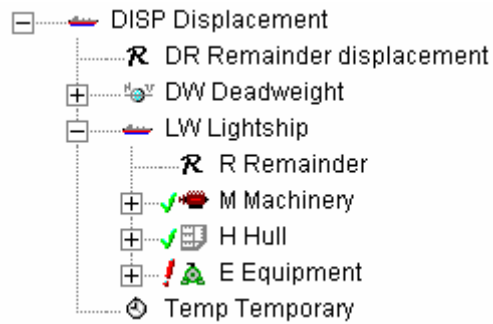 DISP Displacement
R DR Remainder displacement
DW Deadweight
LW Lightship
R R Remainder
M Machinery
H Hull
E Equipment
Temp Temporary